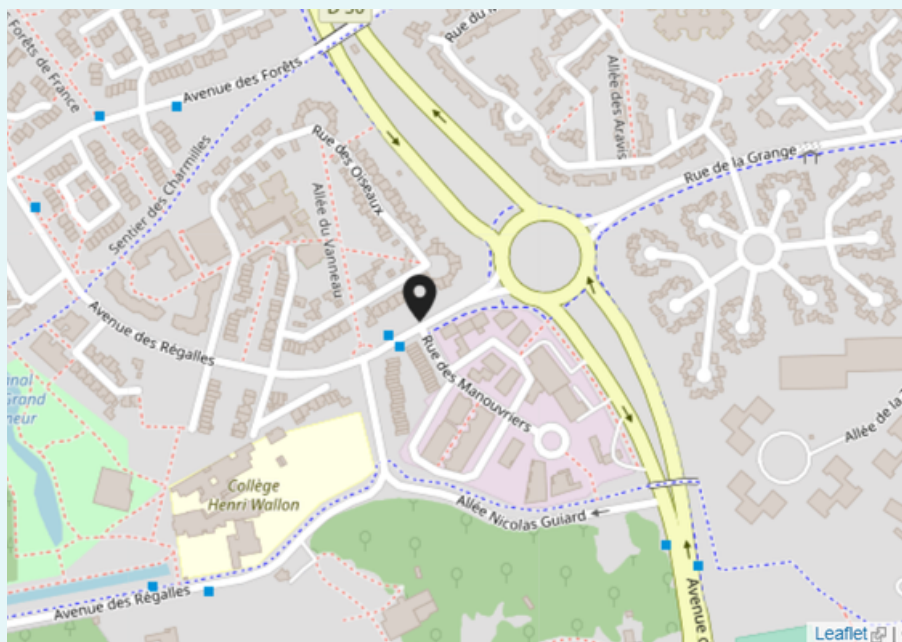 D 50
Rue du
Forêts de France
Avenue des Forêts
Allée des Aravis
Rue des Oiseaux
Rue de la Grange
Sentier des Charmilles
Allée du Vanneau
Avenue des Régalles
Rue des Manouvriers
Grand
Allée de la
Collège
Henri Wallon
Allée Nicolas Guiard
Avenue des Régalles
Avenue
Leaflet